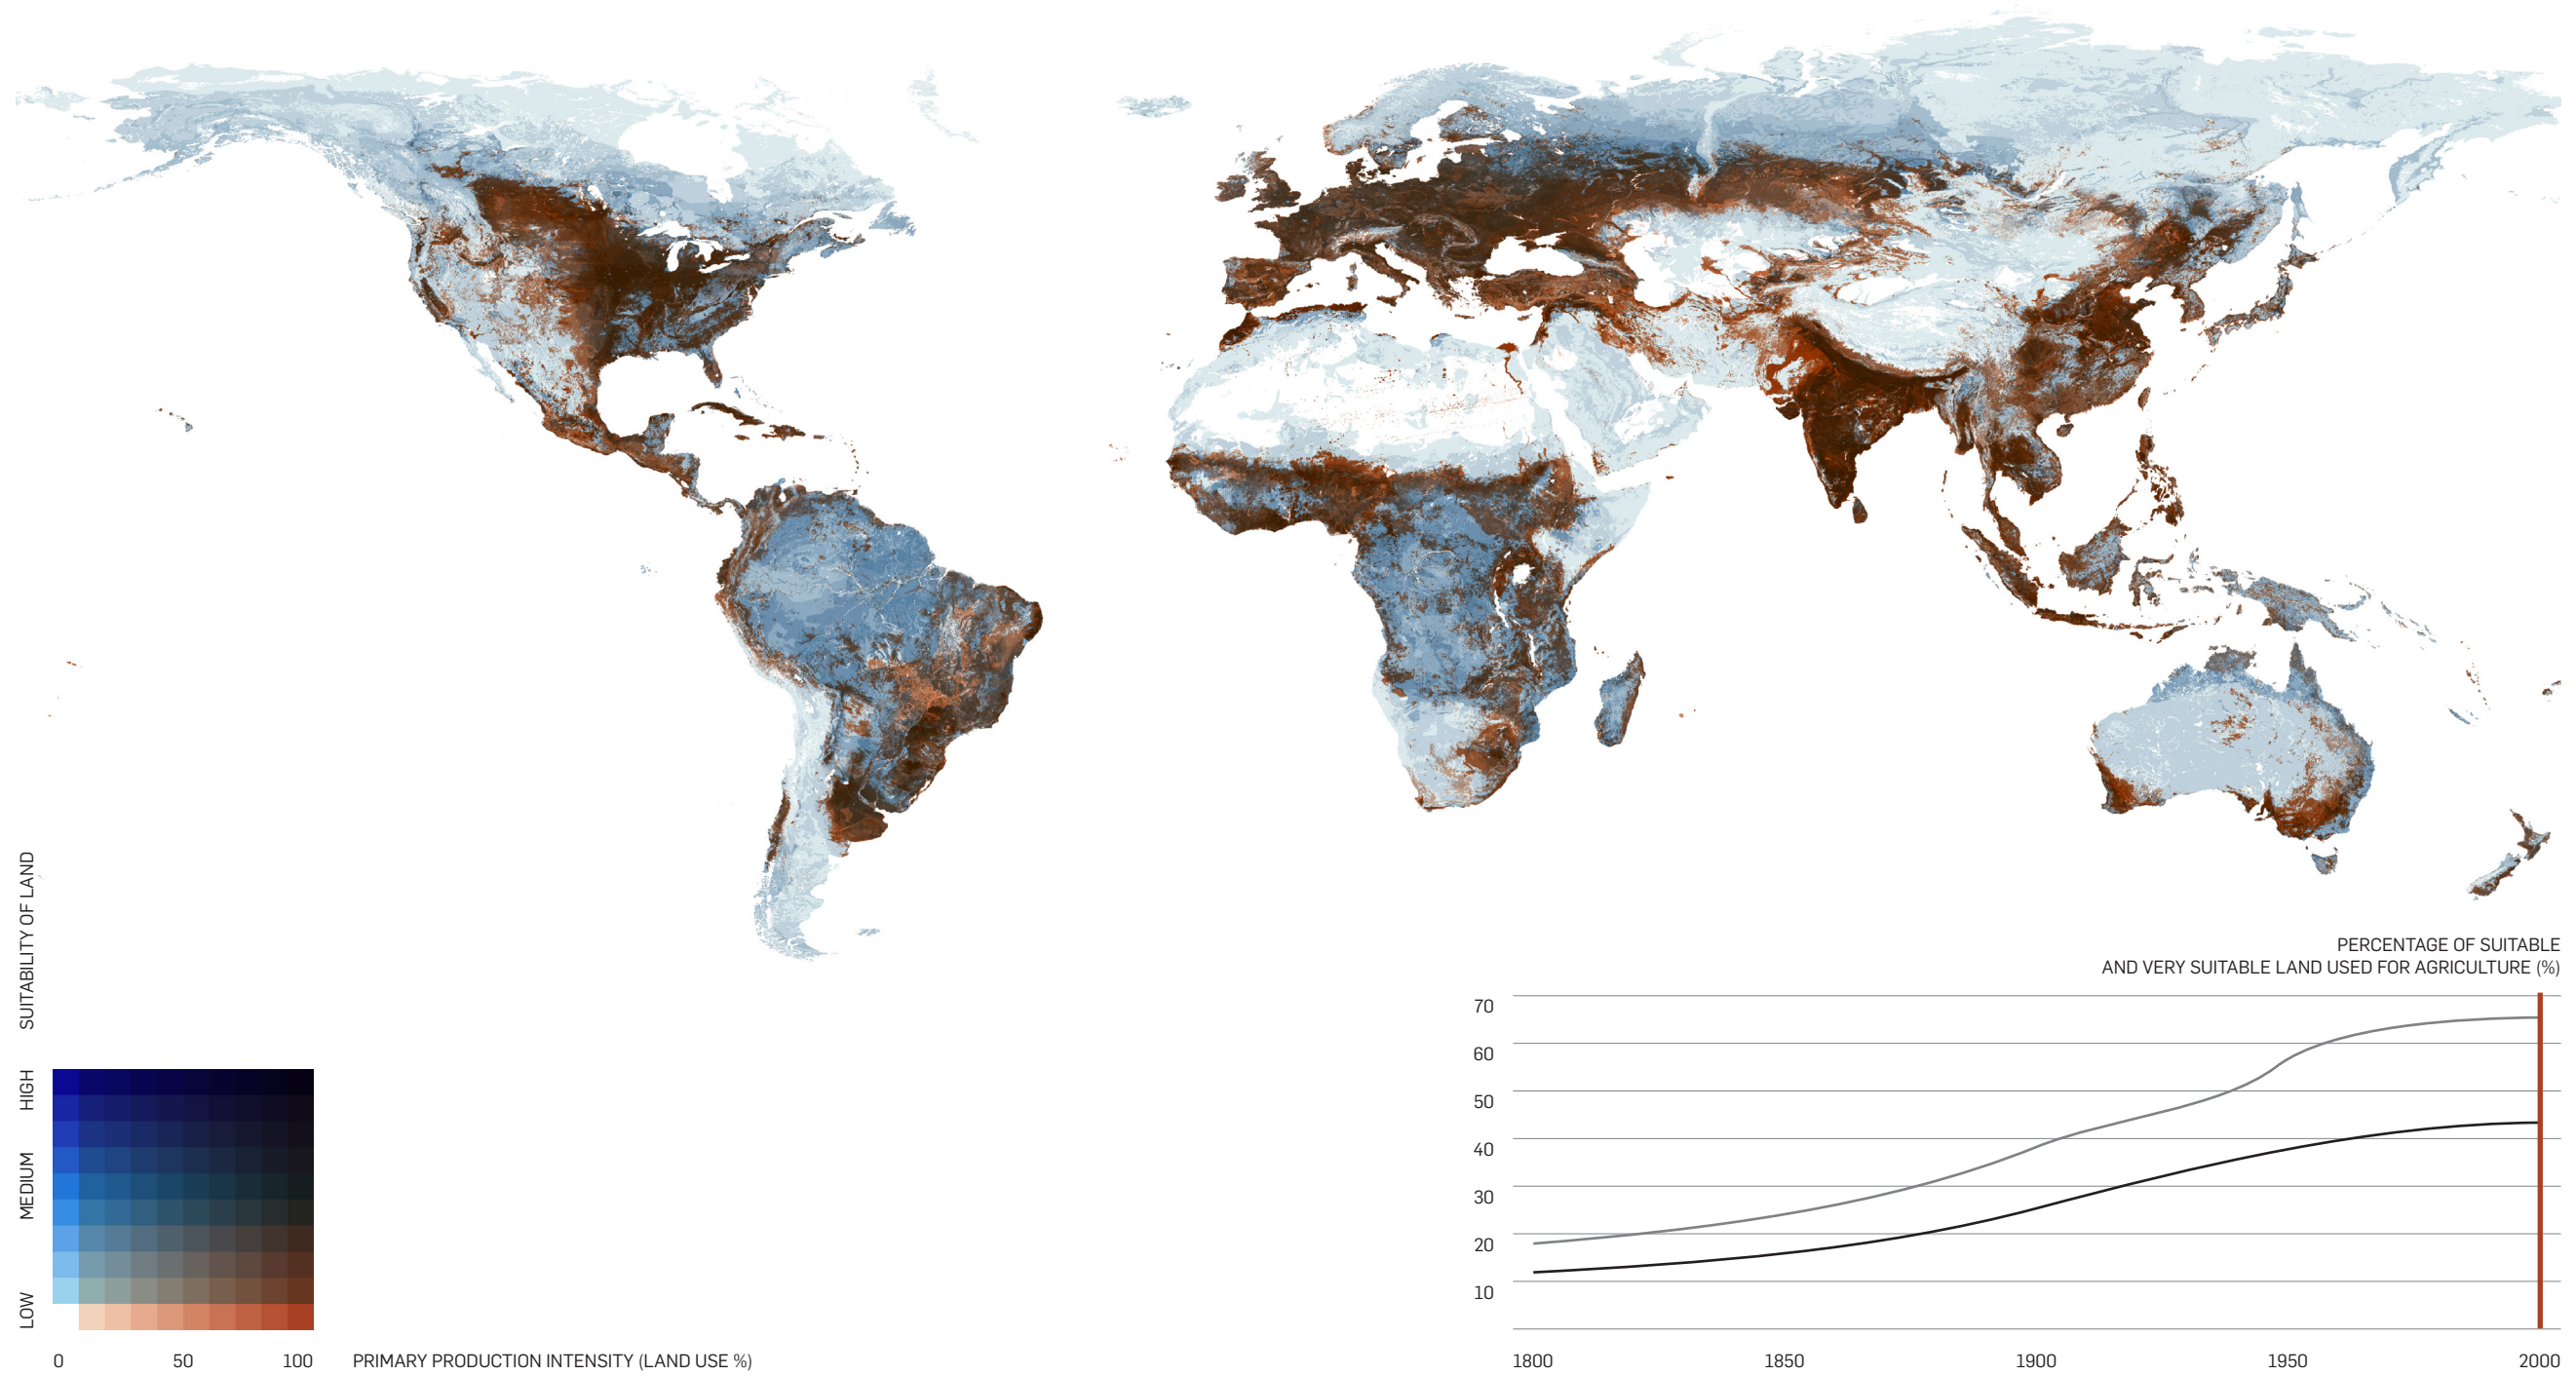 SUITABILITY OF LAND
HIGH
MEDIUM
LOW
0 50 100
PRIMARY PRODUCTION INTENSITY (LAND USE %)
PERCENTAGE OF SUITABLE
AND VERY SUITABLE LAND USED FOR AGRICULTURE (%)
70
60
50
40
30
20
10
1800 1850 1900 1950 2000